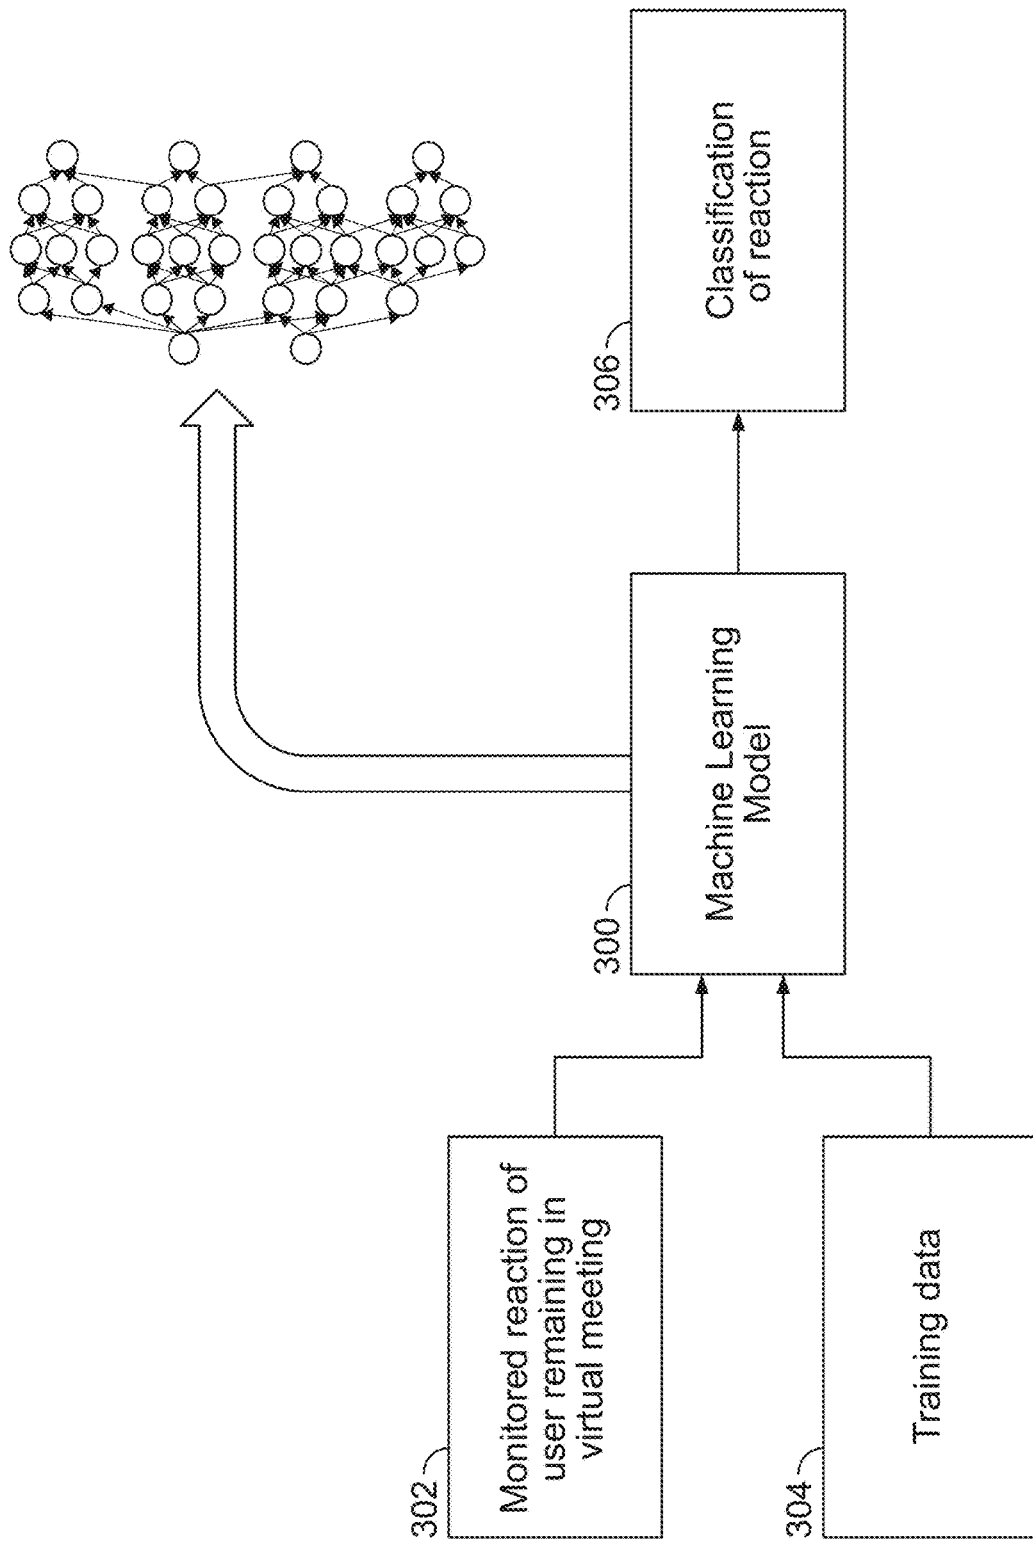 302
Monitored reaction of
user remaining in
virtual meeting
304
Training data
300
Machine Learning
Model
306
Classification
of reaction